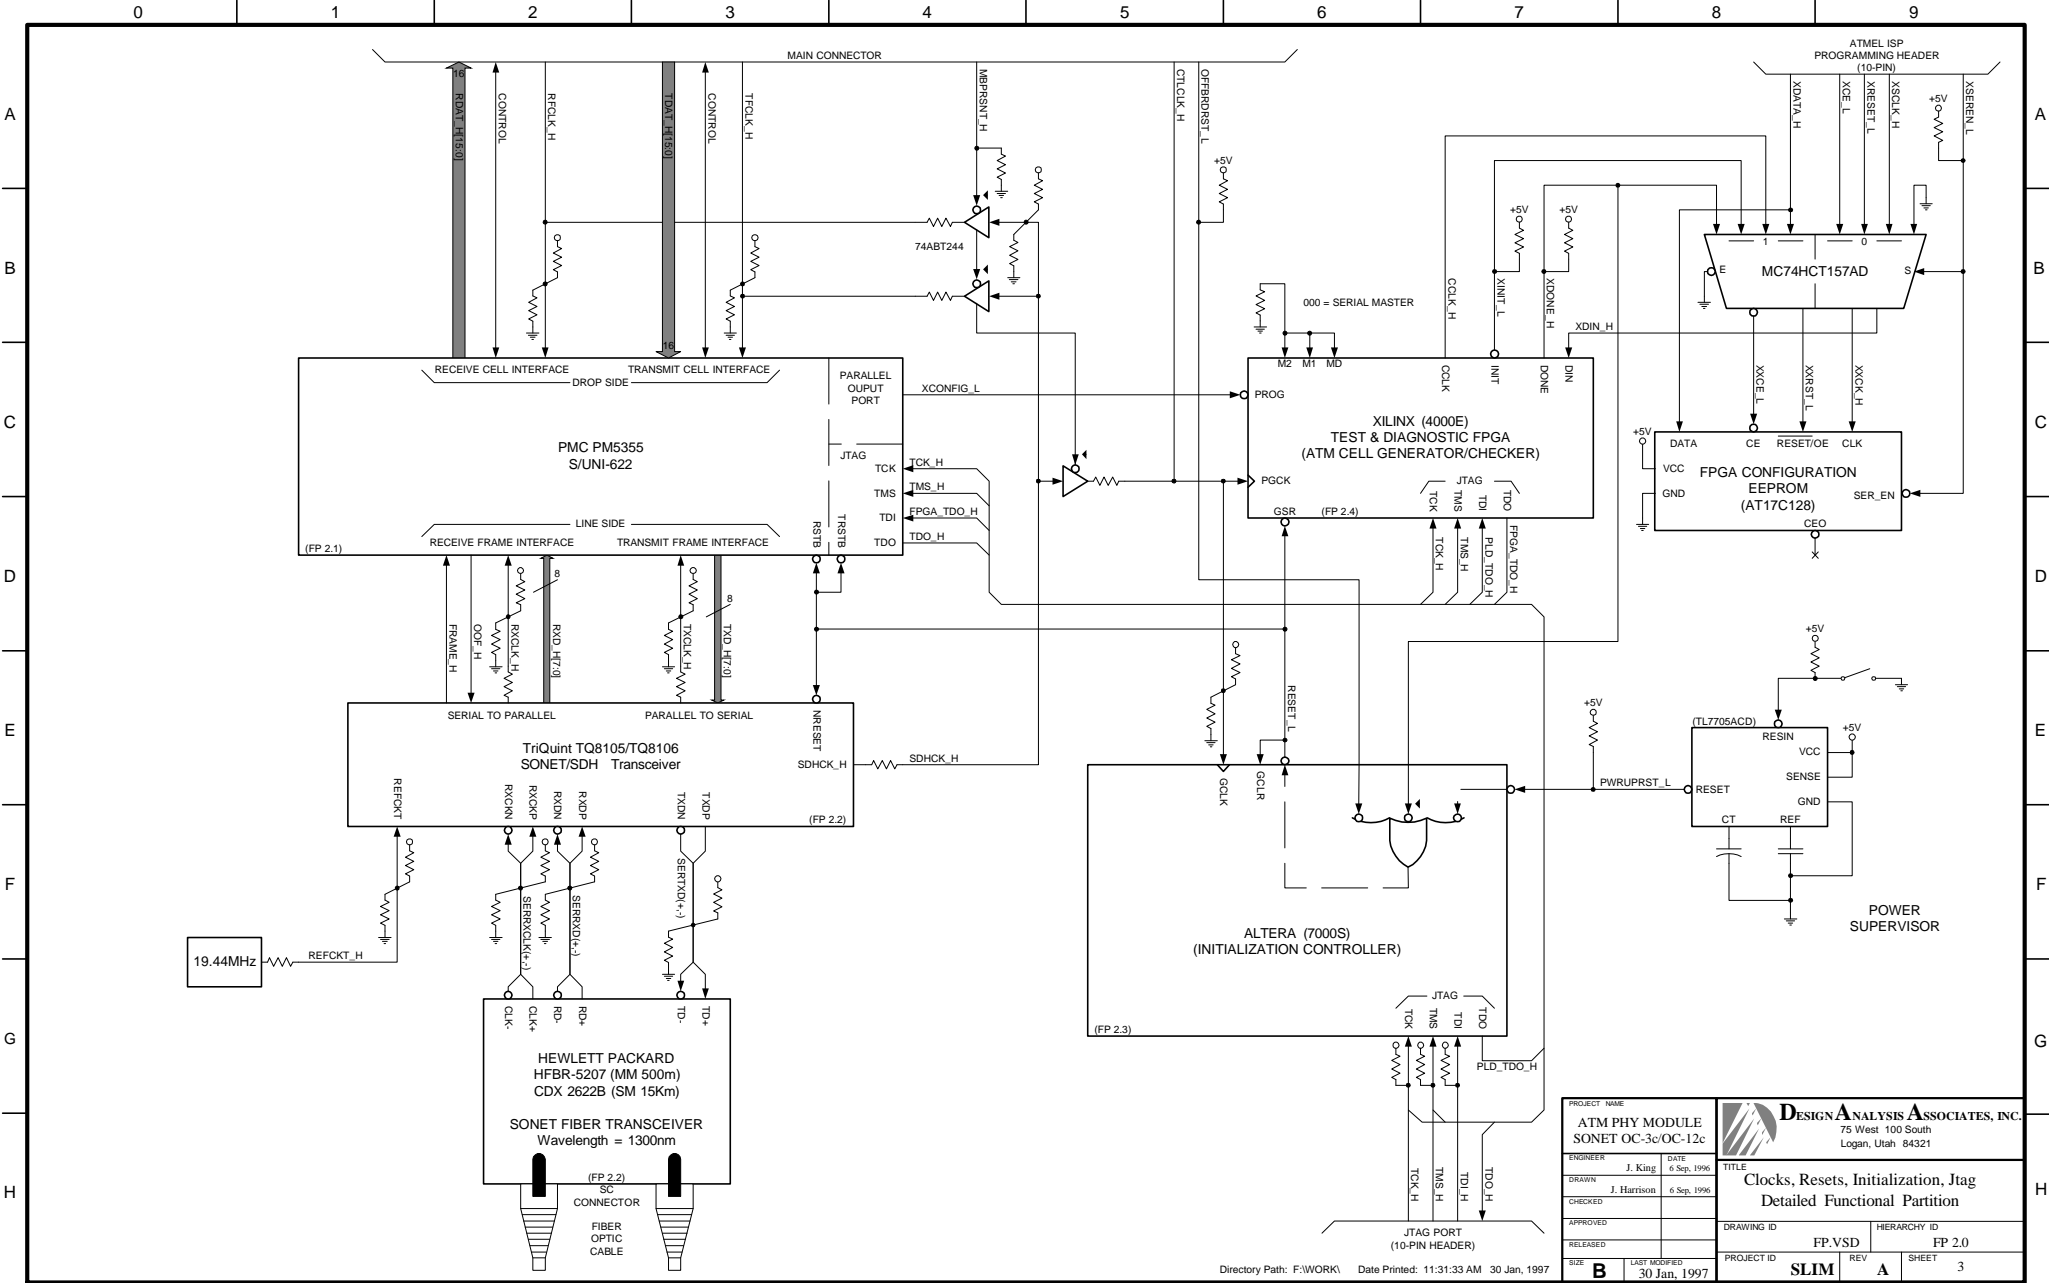 0 1 2 3 4 5 6 7 8 9
A
B
C
D
E
F
G
H
A
B
C
D
E
F
G
H
MAIN CONNECTOR
16
RDAT_H[15:0]
CONTROL
RFCLK_H
TDAT_H[15:0]
16
CONTROL
TFCLK_H
MBPRSNT_H
CTLCLK_H
OFFBRDRST_L
+5V
74ABT244
ATMEL ISP
PROGRAMMING HEADER
(10-PIN)
XDATA_H
XCE_L
XRESET_L
XSCLK_H
XSEREN_L
+5V
1
0
E
MC74HCT157AD
S
+5V
+5V
CCLK_H
XINIT_L
XDONE_H
XDIN_H
000 = SERIAL MASTER
XXCE_L
XXRST_L
XXCK_H
RECEIVE CELL INTERFACE
TRANSMIT CELL INTERFACE
DROP SIDE
PARALLEL
OUPUT
PORT
XCONFIG_L
PMC PM5355
S/UNI-622
JTAG
TCK
TMS
TDI
TDO
TCK_H
TMS_H
FPGA_TDO_H
TDO_H
LINE SIDE
RECEIVE FRAME INTERFACE
TRANSMIT FRAME INTERFACE
RSTB
TRSTB
(FP 2.1)
M2 M1 MD
CCLK
INIT
DONE
DIN
PROG
XILINX (4000E)
TEST & DIAGNOSTIC FPGA
(ATM CELL GENERATOR/CHECKER)
PGCK
JTAG
TCK
TMS
TDI
TDO
GSR
(FP 2.4)
TCK_H
TMS_H
PLD_TDO_H
FPGA_TDO_H
+5V
DATA
CE
RESET/OE
CLK
VCC
FPGA CONFIGURATION
EEPROM
(AT17C128)
GND
SER_EN
CEO
FRAME_H
OOF_H
RXCLK_H
8
RXD_H[7:0]
TXCLK_H
8
TXD_H[7:0]
SERIAL TO PARALLEL
PARALLEL TO SERIAL
NRESET
TriQuint TQ8105/TQ8106
SONET/SDH Transceiver
SDHCK_H
SDHCK_H
REFCKT
RXCKN
RXCKP
RXDN
RXDP
TXDN
TXDP
(FP 2.2)
RESET_L
GCLK
GCLR
+5V
PWRUPRST_L
+5V
(TL7705ACD)
RESIN
+5V
VCC
SENSE
RESET
GND
CT
REF
POWER
SUPERVISOR
SERRXCLK(+,-)
SERRXD(+,-)
SERTXD(+,-)
19.44MHz
REFCKT_H
ALTERA (7000S)
(INITIALIZATION CONTROLLER)
JTAG
TCK
TMS
TDI
TDO
(FP 2.3)
PLD_TDO_H
CLK-
CLK+
RD-
RD+
TD-
TD+
HEWLETT PACKARD
HFBR-5207 (MM 500m)
CDX 2622B (SM 15Km)
SONET FIBER TRANSCEIVER
Wavelength = 1300nm
(FP 2.2)
SC
CONNECTOR
FIBER
OPTIC
CABLE
TCK_H
TMS_H
TDI_H
TDO_H
JTAG PORT
(10-PIN HEADER)
Directory Path: F:\WORK\ Date Printed: 11:31:33 AM 30 Jan, 1997
PROJECT NAME
ATM PHY MODULE
SONET OC-3c/OC-12c
DESIGN ANALYSIS ASSOCIATES, INC.
75 West 100 South
Logan, Utah 84321
ENGINEER
J. King
DATE
6 Sep, 1996
DRAWN
J. Harrison
6 Sep, 1996
CHECKED
APPROVED
RELEASED
TITLE
Clocks, Resets, Initialization, Jtag
Detailed Functional Partition
DRAWING ID
FP.VSD
HIERARCHY ID
FP 2.0
SIZE
B
LAST MODIFIED
30 Jan, 1997
PROJECT ID
SLIM
REV
A
SHEET
3